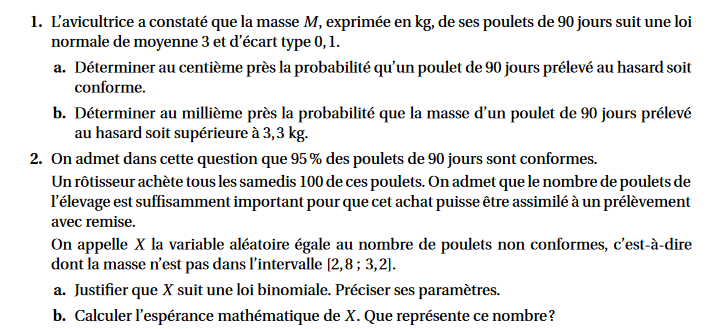 1. L'avicultrice a constaté que la masse M, exprimée en kg, de ses poulets de 90 jours suit une loi
normale de moyenne 3 et d'écart type 0,1.
a. Déterminer au centième près la probabilité qu'un poulet de 90 jours prélevé au hasard soit
conforme.
b. Déterminer au millième près la probabilité que la masse d'un poulet de 90 jours prélevé
au hasard soit supérieure à 3,3 kg.
2. On admet dans cette question que 95 % des poulets de 90 jours sont conformes.
Un rôtisseur achète tous les samedis 100 de ces poulets. On admet que le nombre de poulets de
l'élevage est suffisamment important pour que cet achat puisse être assimilé à un prélèvement
avec remise.
On appelle X la variable aléatoire égale au nombre de poulets non conformes, c'est-à-dire
dont la masse n'est pas dans l'intervalle [2,8 ; 3,2].
a. Justifier que X suit une loi binomiale. Préciser ses paramètres.
b. Calculer l'espérance mathématique de X. Que représente ce nombre ?